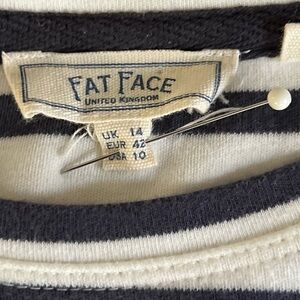 FAT FACE
UNITED KINGDOM
UK 14
EUR 42
USA 10